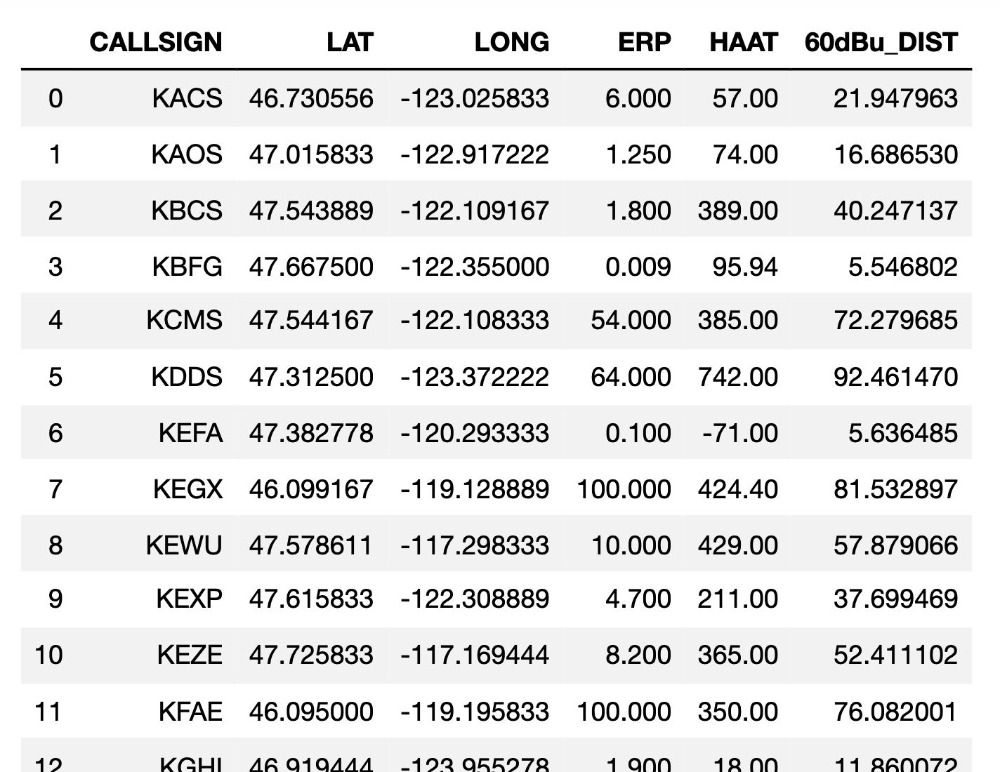 CALLSIGN LAT LONG ERP HAAT 60dBu_DIST
0 KACS 46.730556 -123.025833 6.000 57.00 21.947963
1 KAOS 47.015833 -122.917222 1.250 74.00 16.686530
2 KBCS 47.543889 -122.109167 1.800 389.00 40.247137
3 KBFG 47.667500 -122.355000 0.009 95.94 5.546802
4 KCMS 47.544167 -122.108333 54.000 385.00 72.279685
5 KDDS 47.312500 -123.372222 64.000 742.00 92.461470
6 KEFA 47.382778 -120.293333 0.100 -71.00 5.636485
7 KEGX 46.099167 -119.128889 100.000 424.40 81.532897
8 KEWU 47.578611 -117.298333 10.000 429.00 57.879066
9 KEXP 47.615833 -122.308889 4.700 211.00 37.699469
10 KEZE 47.725833 -117.169444 8.200 365.00 52.411102
11 KFAE 46.095000 -119.195833 100.000 350.00 76.082001
12 KGHI 46.919444 -123.955278 1.900 18.00 11.860072